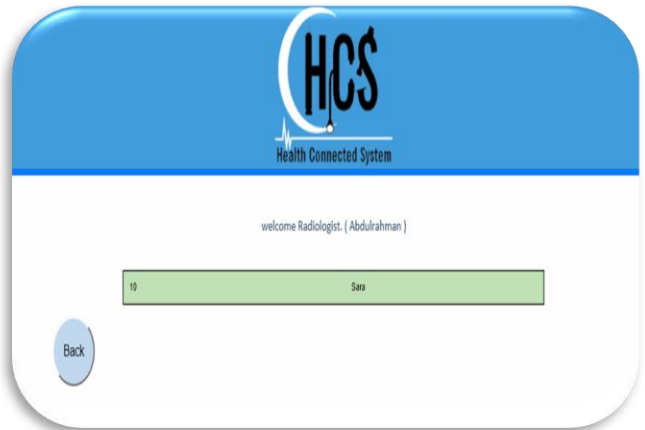 HCS
Health Connected System
welcome Radiologist. ( Abdulrahman )
10 Sara
Back